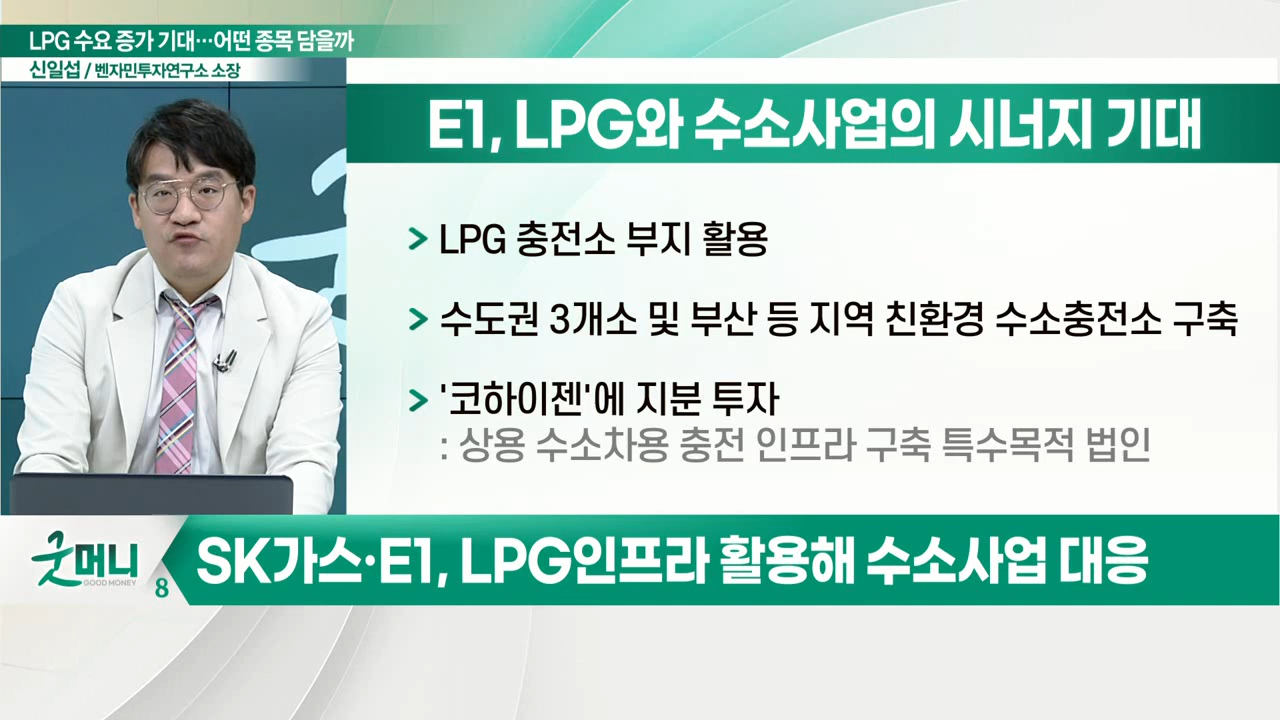 LPG 수요 증가 기대…어떤 종목 담을까
신일섭 / 벤자민투자연구소 소장
E1, LPG와 수소사업의 시너지 기대
> LPG 충전소 부지 활용
> 수도권 3개소 및 부산 등 지역 친환경 수소충전소 구축
> '코하이젠'에 지분 투자
: 상용 수소차용 충전 인프라 구축 특수목적 법인
굿머니
GOOD MONEY
8
SK가스·E1, LPG인프라 활용해 수소사업 대응